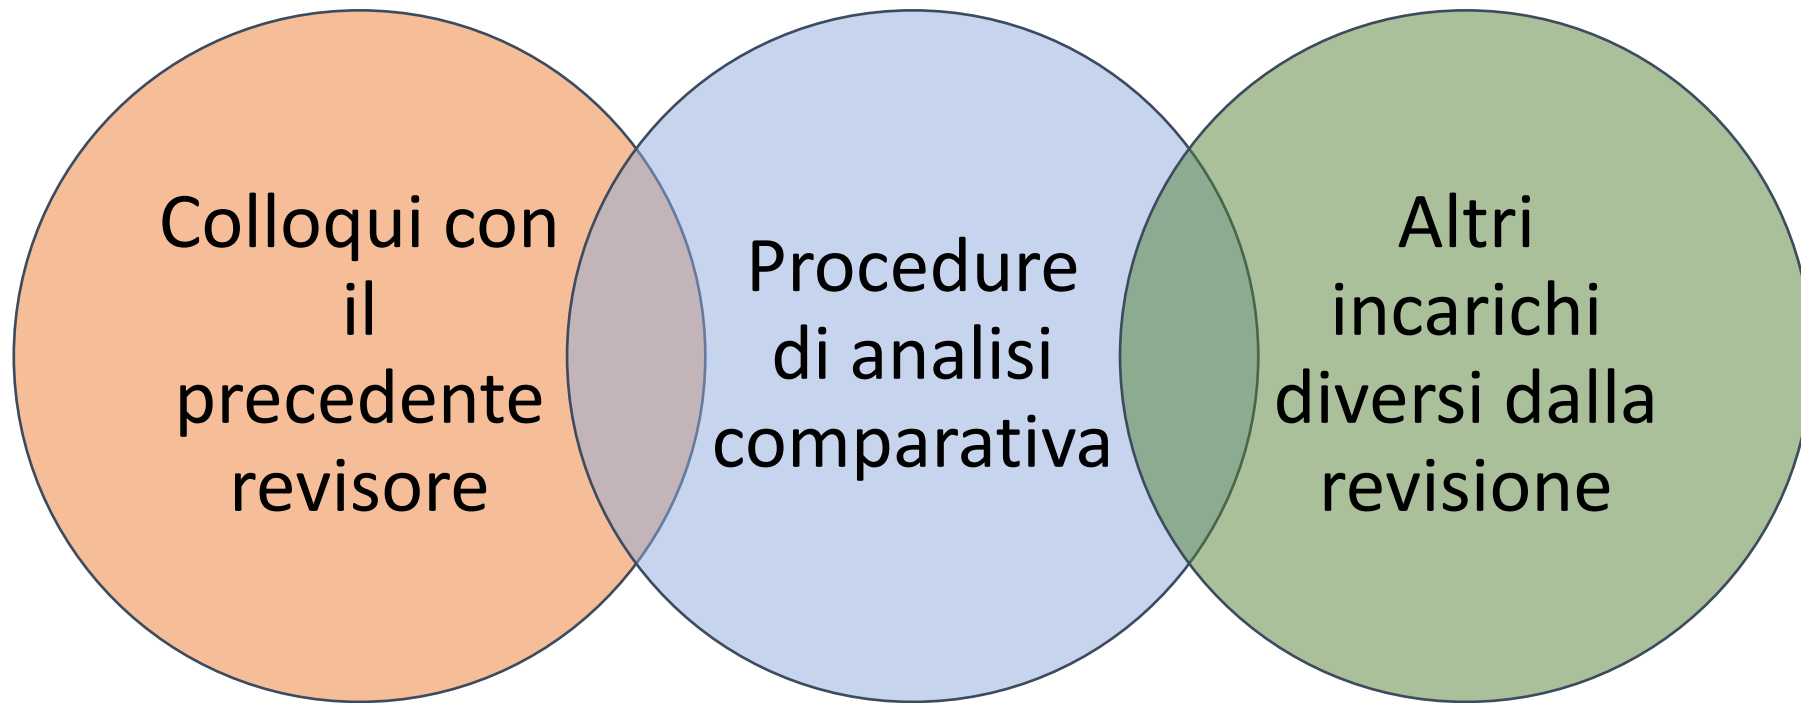 Colloqui con
il
precedente
revisore
Procedure
di analisi
comparativa
Altri
incarichi
diversi dalla
revisione